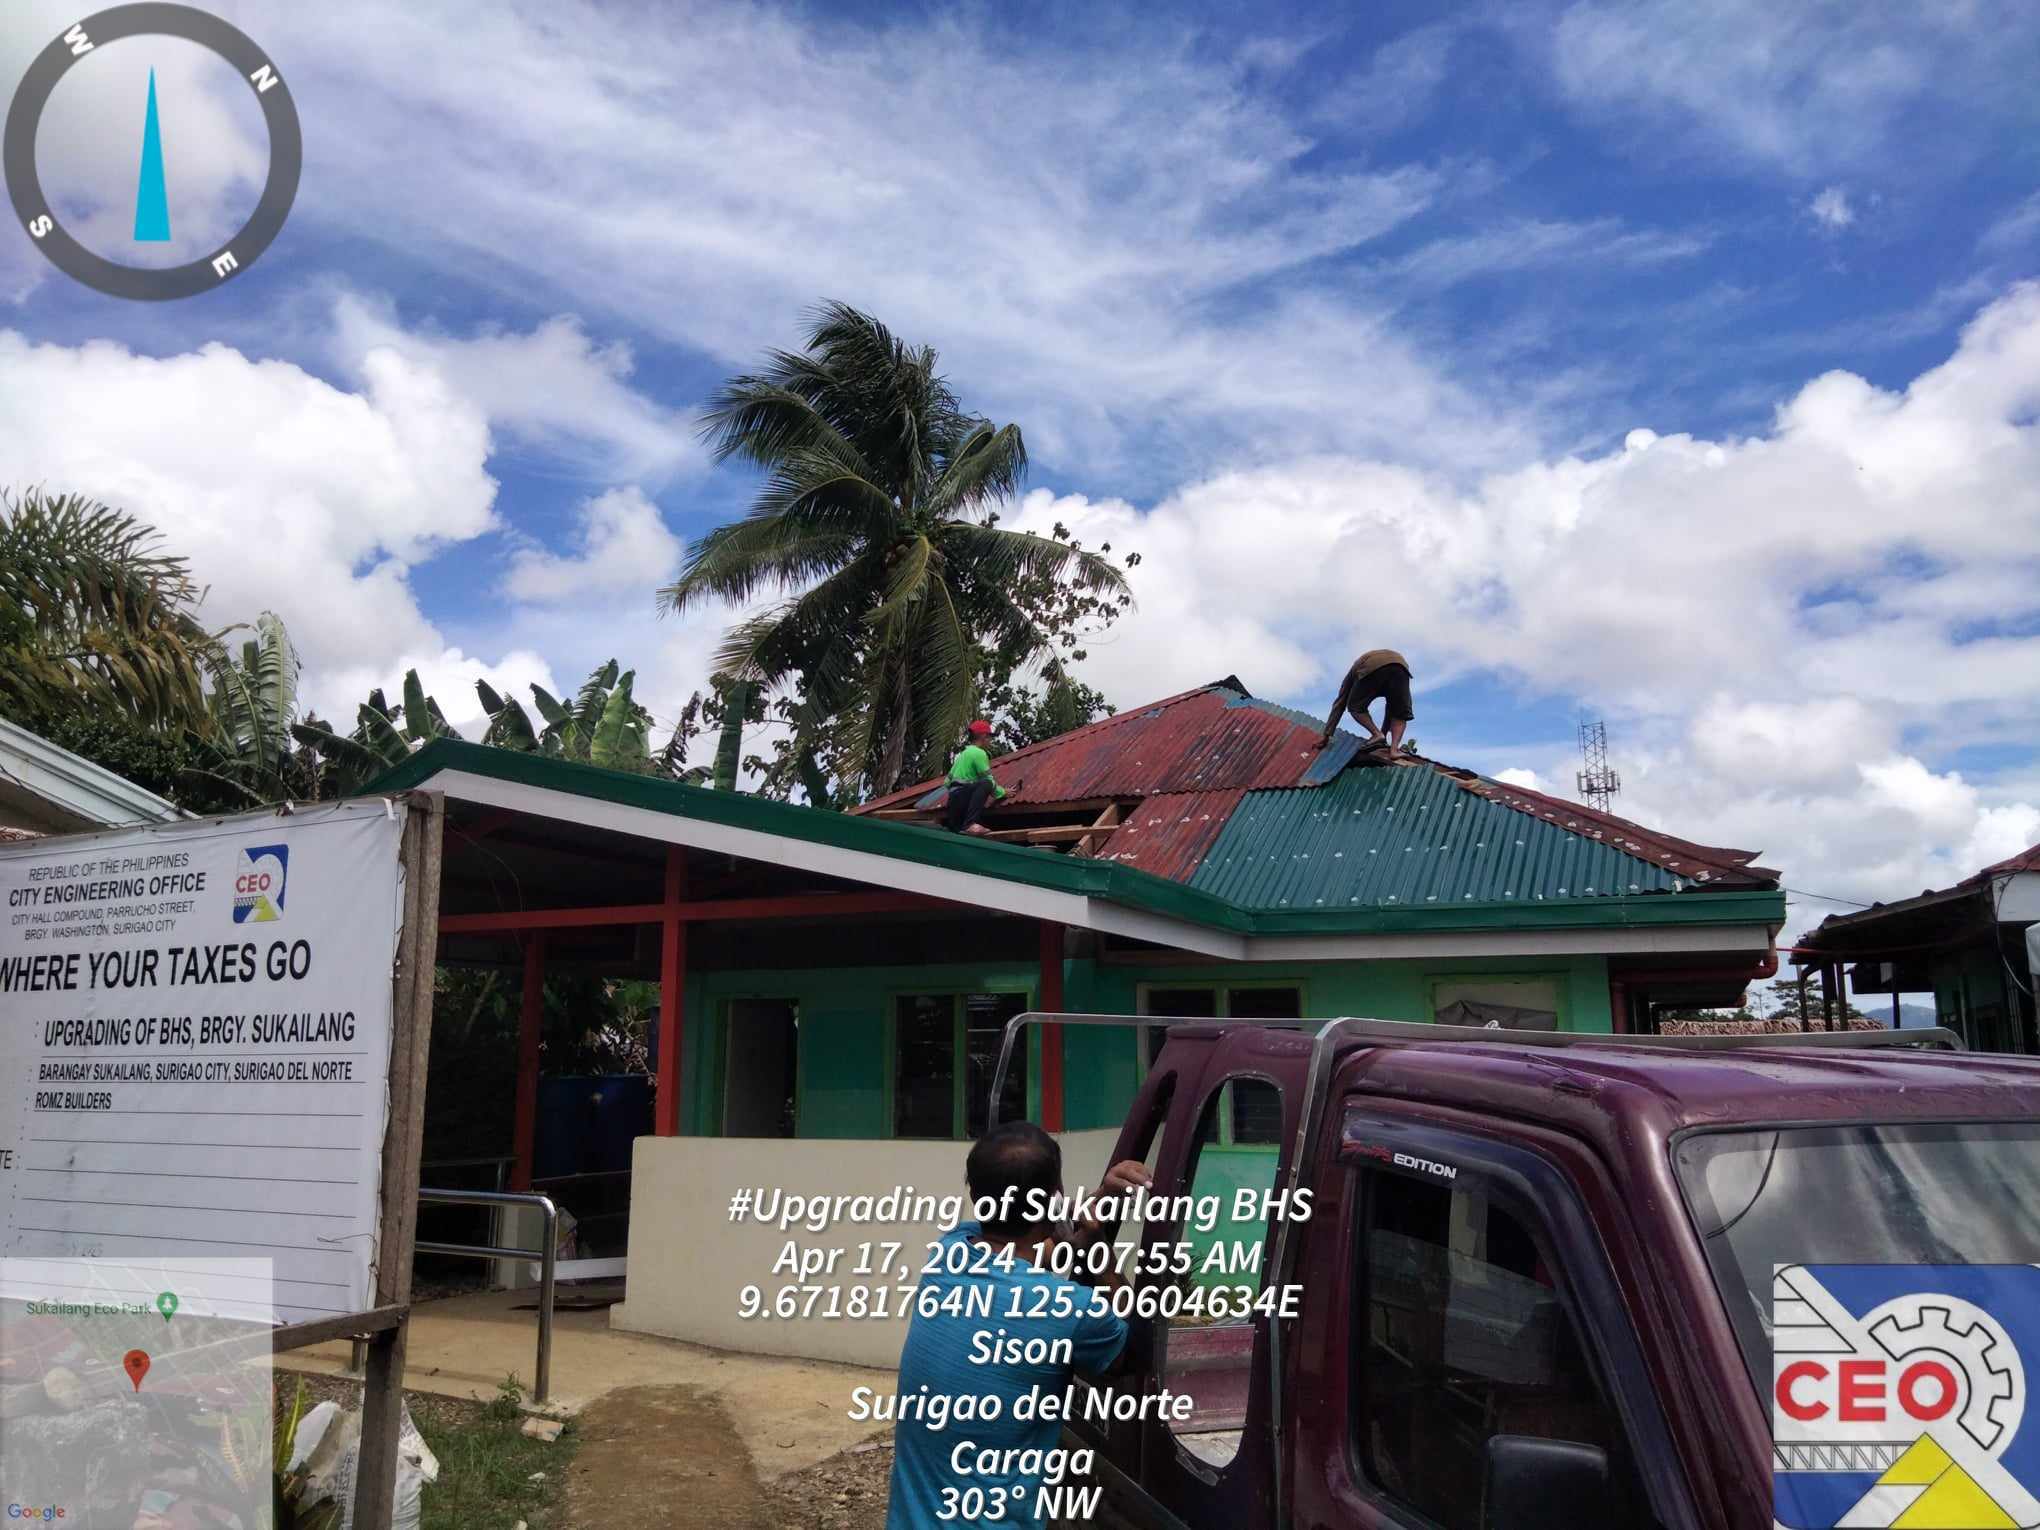 W
N
S
E
REPUBLIC OF THE PHILIPPINES
CITY ENGINEERING OFFICE
CITY HALL COMPOUND, PARRUCHO STREET,
BRGY. WASHINGTON, SURIGAO CITY
CEO
WHERE YOUR TAXES GO
: UPGRADING OF BHS, BRGY. SUKAILANG
: BARANGAY SUKAILANG, SURIGAO CITY, SURIGAO DEL NORTE
: ROMZ BUILDERS
EDITION
#Upgrading of Sukailang BHS
Apr 17, 2024 10:07:55 AM
9.67181764N 125.50604634E
Sison
Surigao del Norte
Caraga
303° NW
Sukailang Eco Park
Google
CEO